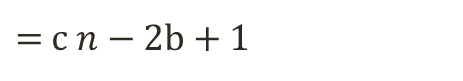 = c n − 2b + 1